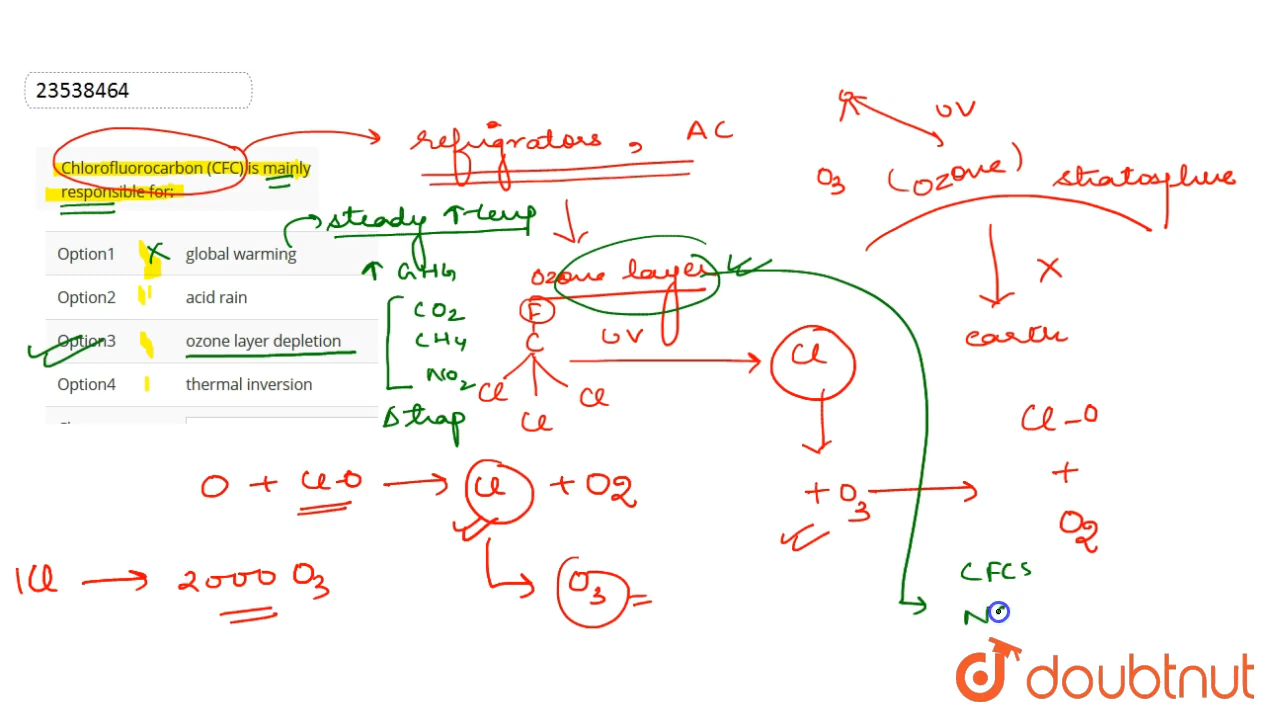 23538464
Chlorofluorocarbon (CFC) is mainly
responsible for:
Option1 global warming
Option2 acid rain
Option3 ozone layer depletion
Option4 thermal inversion
refrigrators, AC
UV
O3 (ozone) stratosphere
X
earth
steady ↑ temp
↑ GHG
CO2
CH4
NO2
Δ trap
ozone layer
F
C
Cl Cl Cl
UV
Cl
+ O3
Cl-O
+
O2
O + Cl-O → Cl + O2
1Cl → 2000 O3
O3
CFCS
N
doubtnut